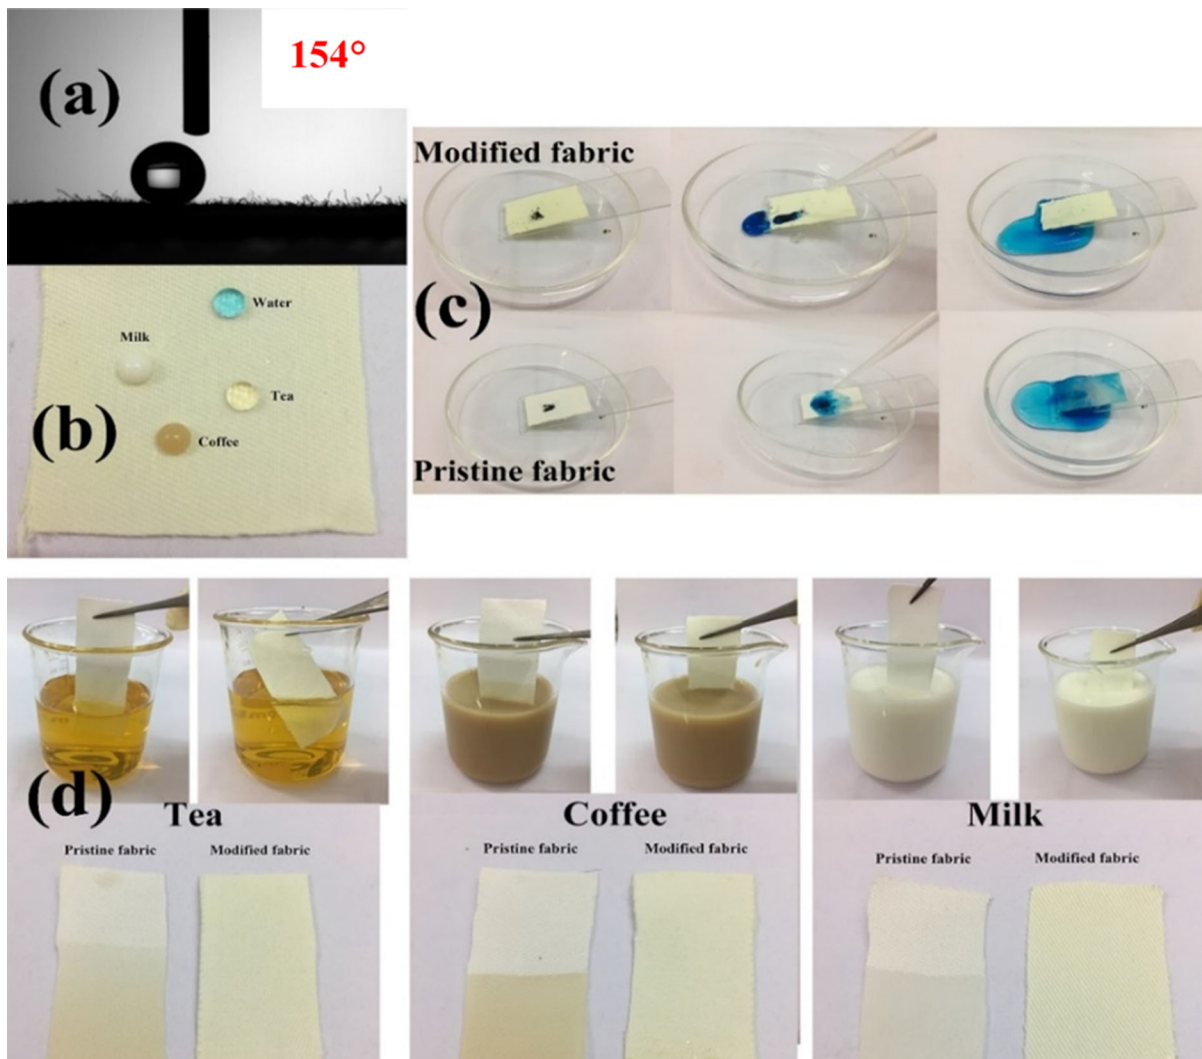 154°
(a)
Modified fabric
(c)
Pristine fabric
Water
Milk
Tea
(b)
Coffee
(d)
Tea
Coffee
Milk
Pristine fabric
Modified fabric
Pristine fabric
Modified fabric
Pristine fabric
Modified fabric